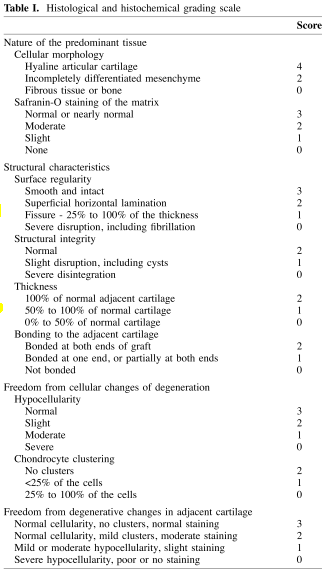 Table I. Histological and histochemical grading scale
Score
Nature of the predominant tissue
Cellular morphology
Hyaline articular cartilage 4
Incompletely differentiated mesenchyme 2
Fibrous tissue or bone 0
Safranin-O staining of the matrix
Normal or nearly normal 3
Moderate 2
Slight 1
None 0
Structural characteristics
Surface regularity
Smooth and intact 3
Superficial horizontal lamination 2
Fissure - 25% to 100% of the thickness 1
Severe disruption, including fibrillation 0
Structural integrity
Normal 2
Slight disruption, including cysts 1
Severe disintegration 0
Thickness
100% of normal adjacent cartilage 2
50% to 100% of normal cartilage 1
0% to 50% of normal cartilage 0
Bonding to the adjacent cartilage
Bonded at both ends of graft 2
Bonded at one end, or partially at both ends 1
Not bonded 0
Freedom from cellular changes of degeneration
Hypocellularity
Normal 3
Slight 2
Moderate 1
Severe 0
Chondrocyte clustering
No clusters 2
<25% of the cells 1
25% to 100% of the cells 0
Freedom from degenerative changes in adjacent cartilage
Normal cellularity, no clusters, normal staining 3
Normal cellularity, mild clusters, moderate staining 2
Mild or moderate hypocellularity, slight staining 1
Severe hypocellularity, poor or no staining 0